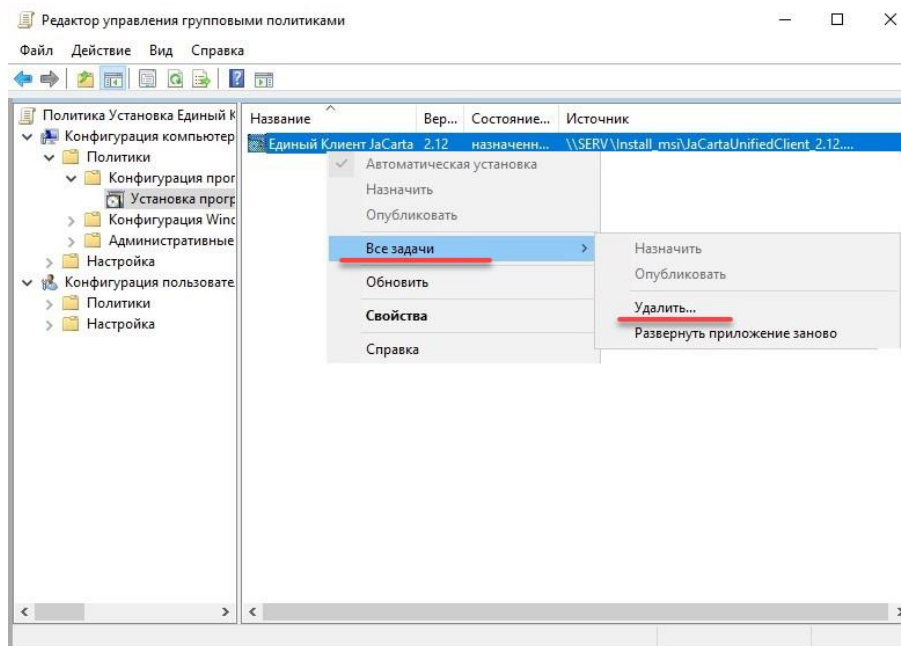 Редактор управления групповыми политиками
Файл Действие Вид Справка
Политика Установка Единый К
Конфигурация компьютер
Политики
Конфигурация прог
Установка прогр
Конфигурация Winc
Административные
Настройка
Конфигурация пользовате
Политики
Настройка
Название Вер... Состояние... Источник
Единый Клиент JaCarta 2.12 назначенн... \\SERV\Install_msi\JaCartaUnifiedClient_2.12....
Автоматическая установка
Назначить
Опубликовать
Все задачи
Обновить
Свойства
Справка
Назначить
Опубликовать
Удалить...
Развернуть приложение заново